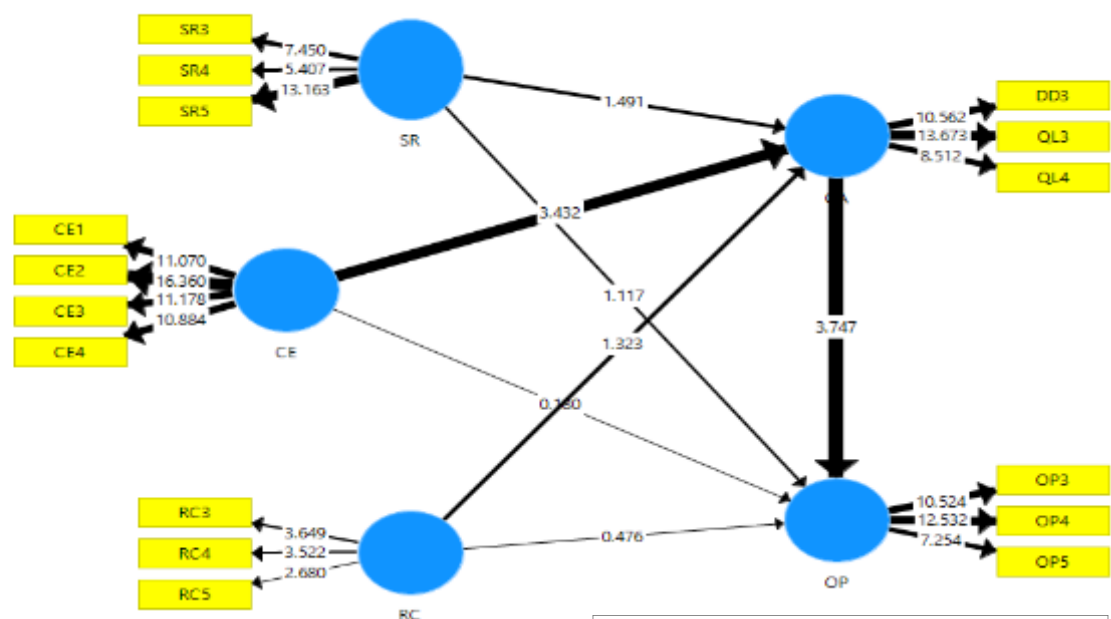 SR3
7.450
SR4
5.407
SR5
13.163
SR
1.491
DD3
10.562
QL3
13.673
QL4
8.512
CE1
11.070
CE2
16.360
CE3
11.178
CE4
10.884
CE
3.432
1.117
1.323
3.747
0.476
RC3
3.649
RC4
3.522
RC5
2.680
RC
OP3
10.524
OP4
12.532
OP5
7.254
OP